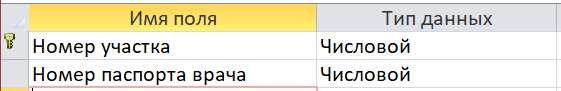 Имя поля Тип данных
Номер участка Числовой
Номер паспорта врача Числовой